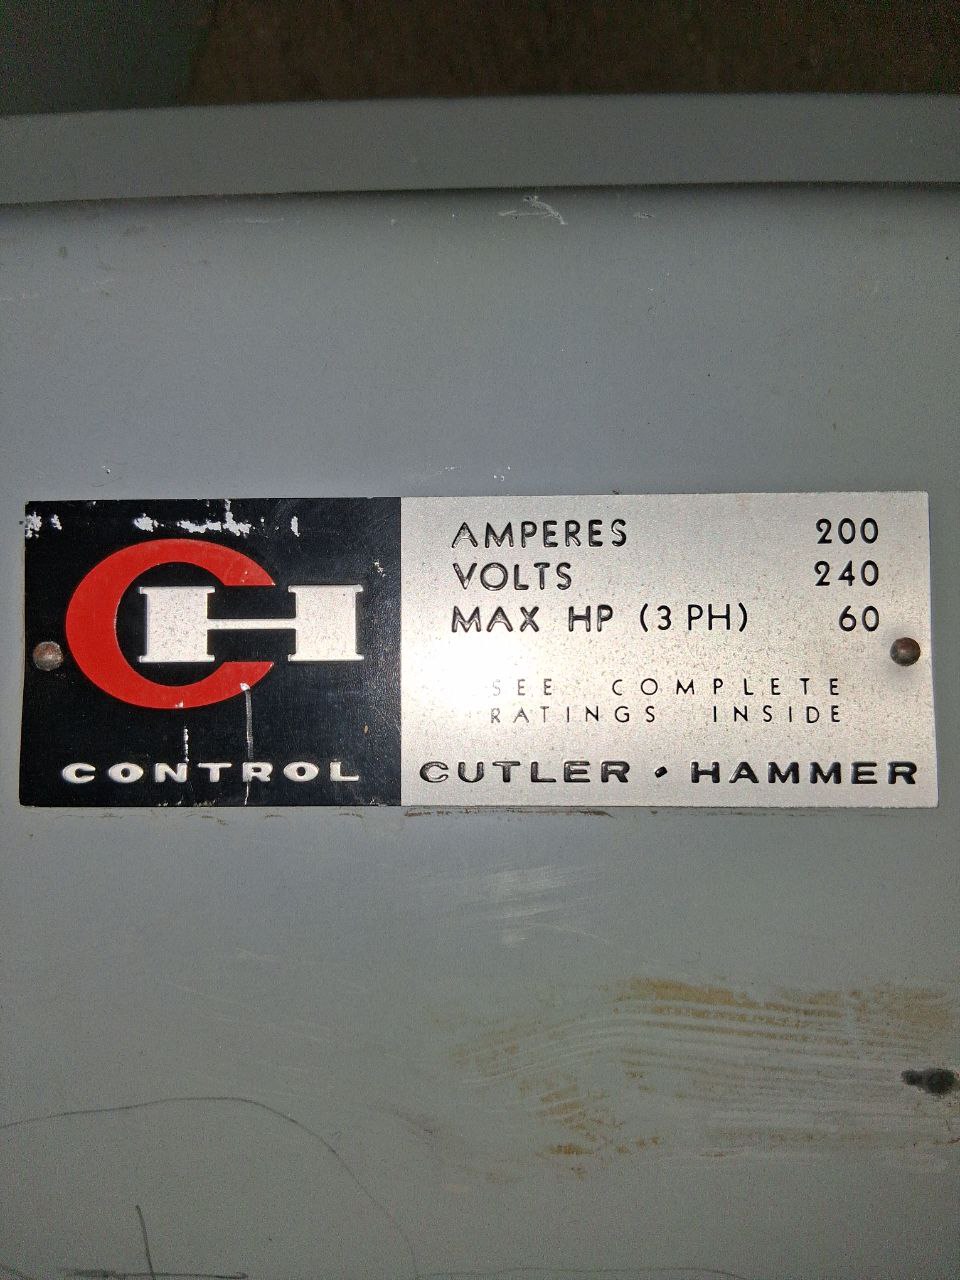 CH
CONTROL
AMPERES 200
VOLTS 240
MAX HP (3 PH) 60
SEE COMPLETE
RATINGS INSIDE
CUTLER · HAMMER